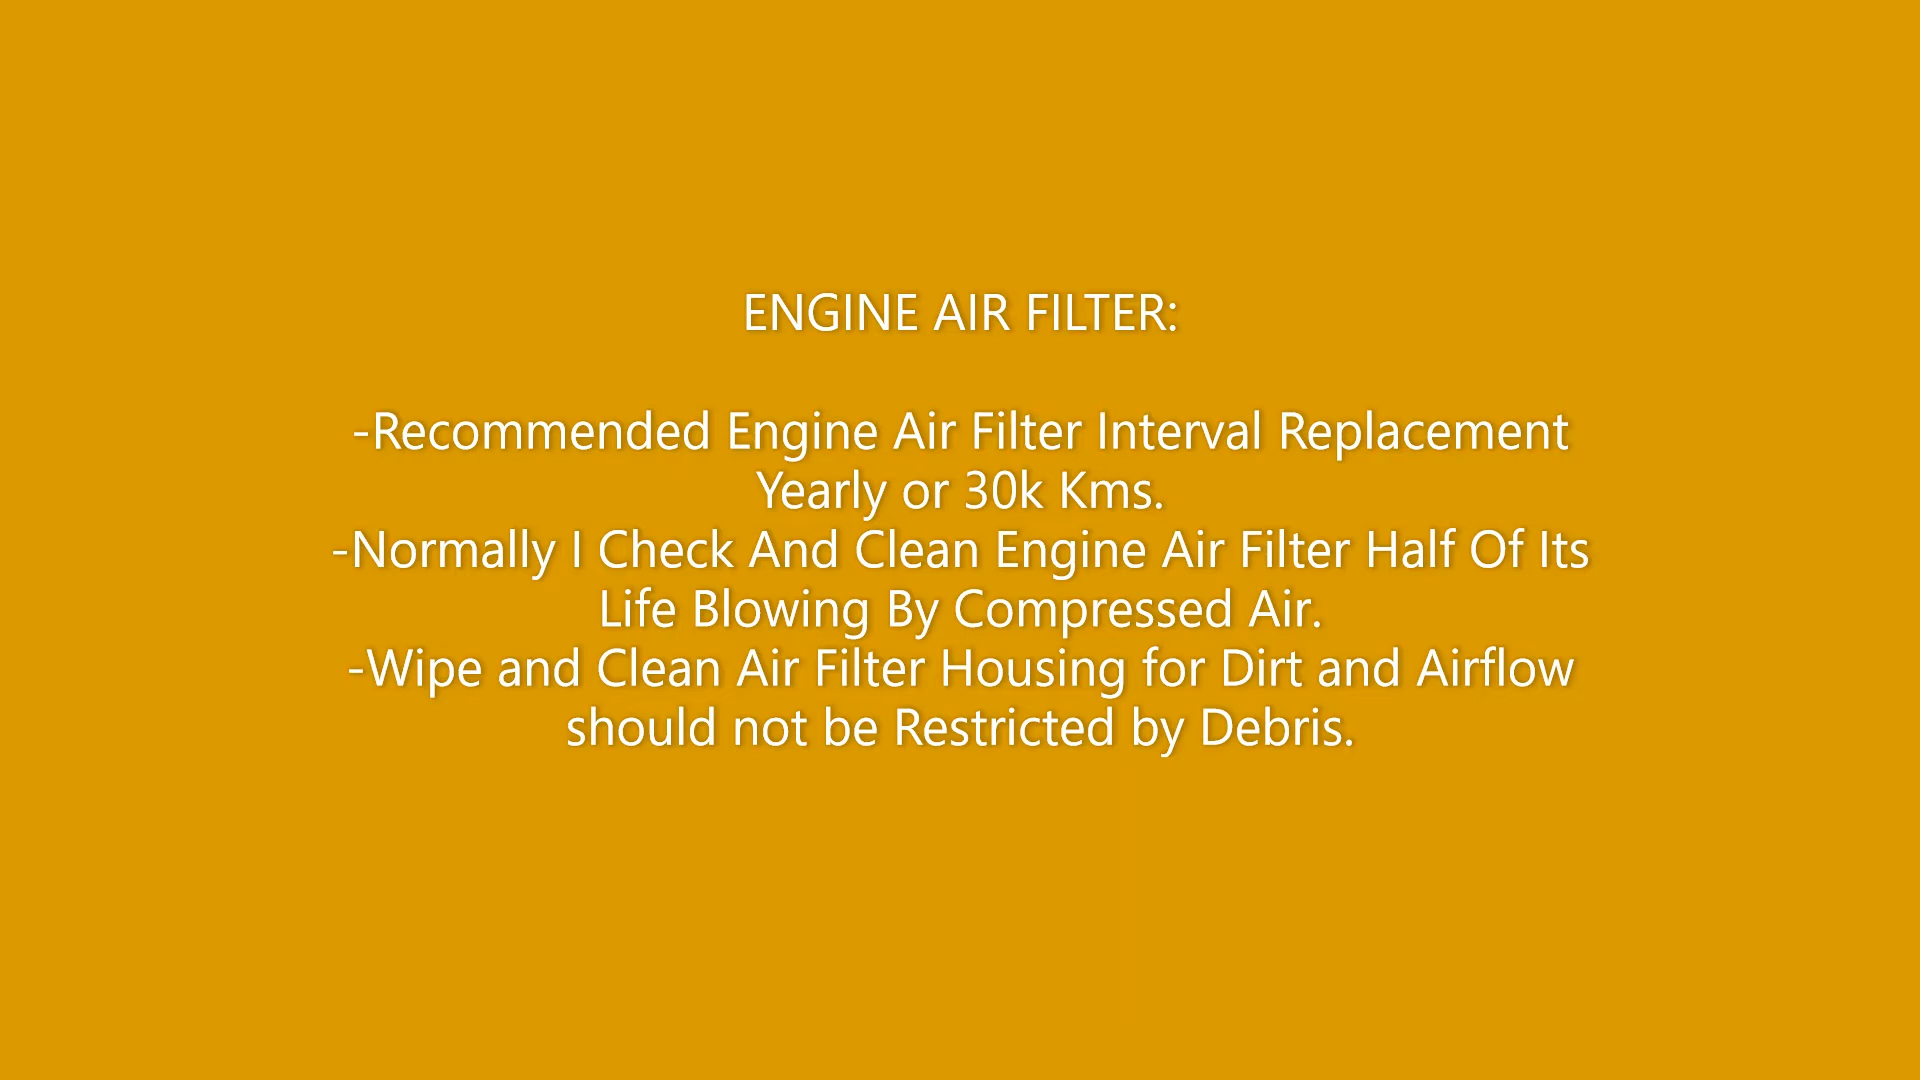 ENGINE AIR FILTER:
-Recommended Engine Air Filter Interval Replacement
Yearly or 30k Kms.
-Normally I Check And Clean Engine Air Filter Half Of Its
Life Blowing By Compressed Air.
-Wipe and Clean Air Filter Housing for Dirt and Airflow
should not be Restricted by Debris.